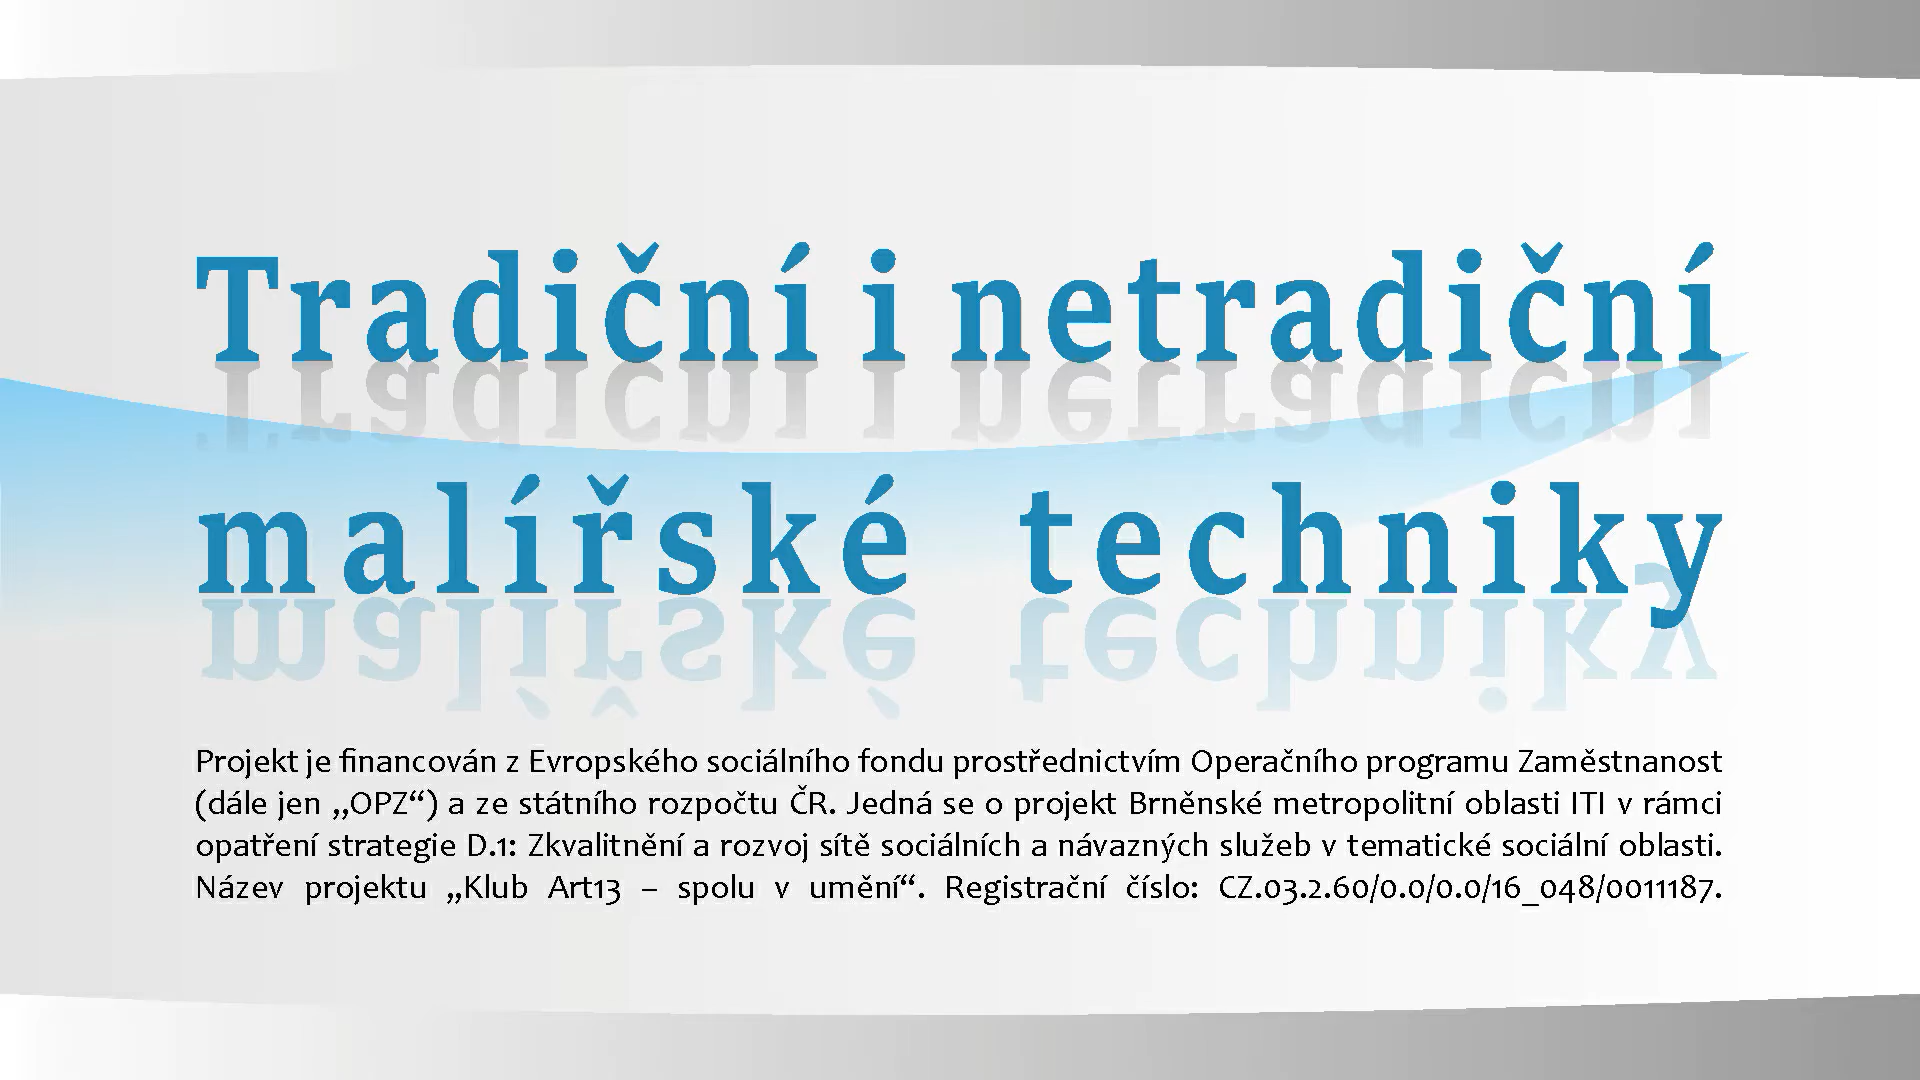 Tradiční i netradiční
malířské techniky
Projekt je financován z Evropského sociálního fondu prostřednictvím Operačního programu Zaměstnanost
(dále jen „OPZ“) a ze státního rozpočtu ČR. Jedná se o projekt Brněnské metropolitní oblasti ITI v rámci
opatření strategie D.1: Zkvalitnění a rozvoj sítě sociálních a návazných služeb v tematické sociální oblasti.
Název projektu „Klub Art13 – spolu v umění“. Registrační číslo: CZ.03.2.60/0.0/0.0/16_048/0011187.